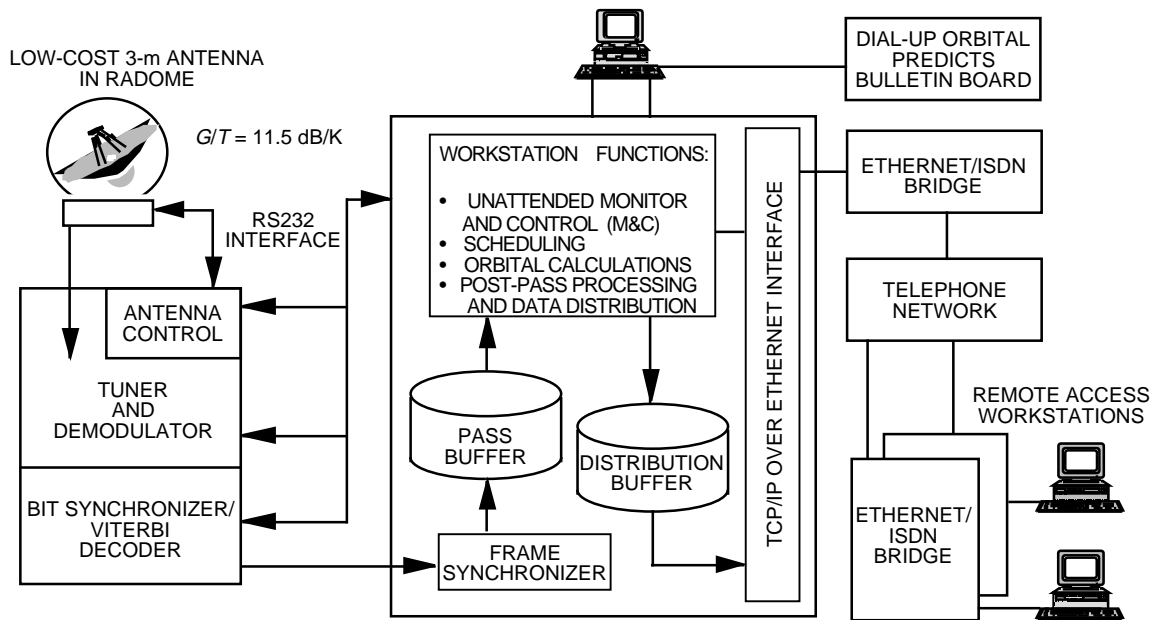 LOW-COST 3-m ANTENNA
IN RADOME
G/T = 11.5 dB/K
RS232
INTERFACE
ANTENNA
CONTROL
TUNER
AND
DEMODULATOR
BIT SYNCHRONIZER/
VITERBI
DECODER
WORKSTATION FUNCTIONS:
• UNATTENDED MONITOR
AND CONTROL (M&C)
• SCHEDULING
• ORBITAL CALCULATIONS
• POST-PASS PROCESSING
AND DATA DISTRIBUTION
PASS
BUFFER
DISTRIBUTION
BUFFER
FRAME
SYNCHRONIZER
TCP/IP OVER ETHERNET INTERFACE
DIAL-UP ORBITAL
PREDICTS
BULLETIN BOARD
ETHERNET/ISDN
BRIDGE
TELEPHONE
NETWORK
REMOTE ACCESS
WORKSTATIONS
ETHERNET/
ISDN
BRIDGE